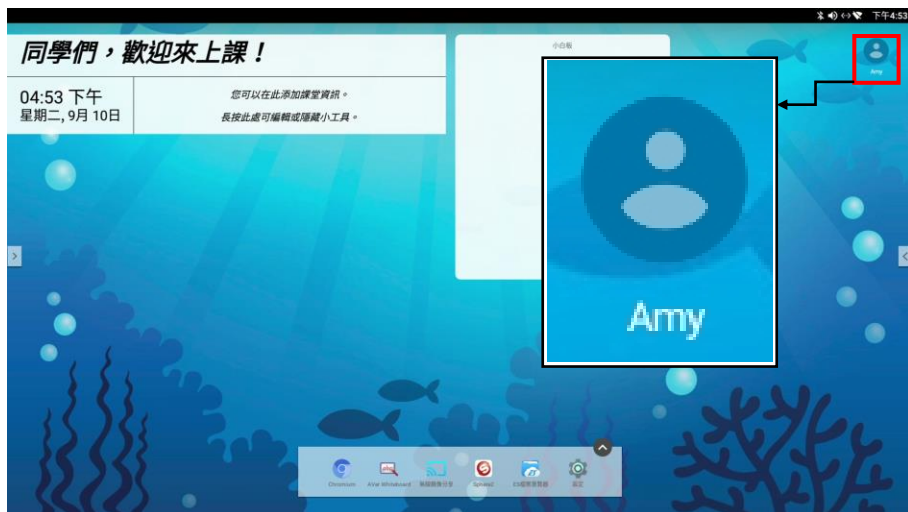 下午4:53
同學們，歡迎來上課！
小白板
04:53 下午
星期二, 9月 10日
您可以在此添加課堂資訊。
長按此處可編輯或隱藏小工具。
Amy
Amy
Chromium
設定